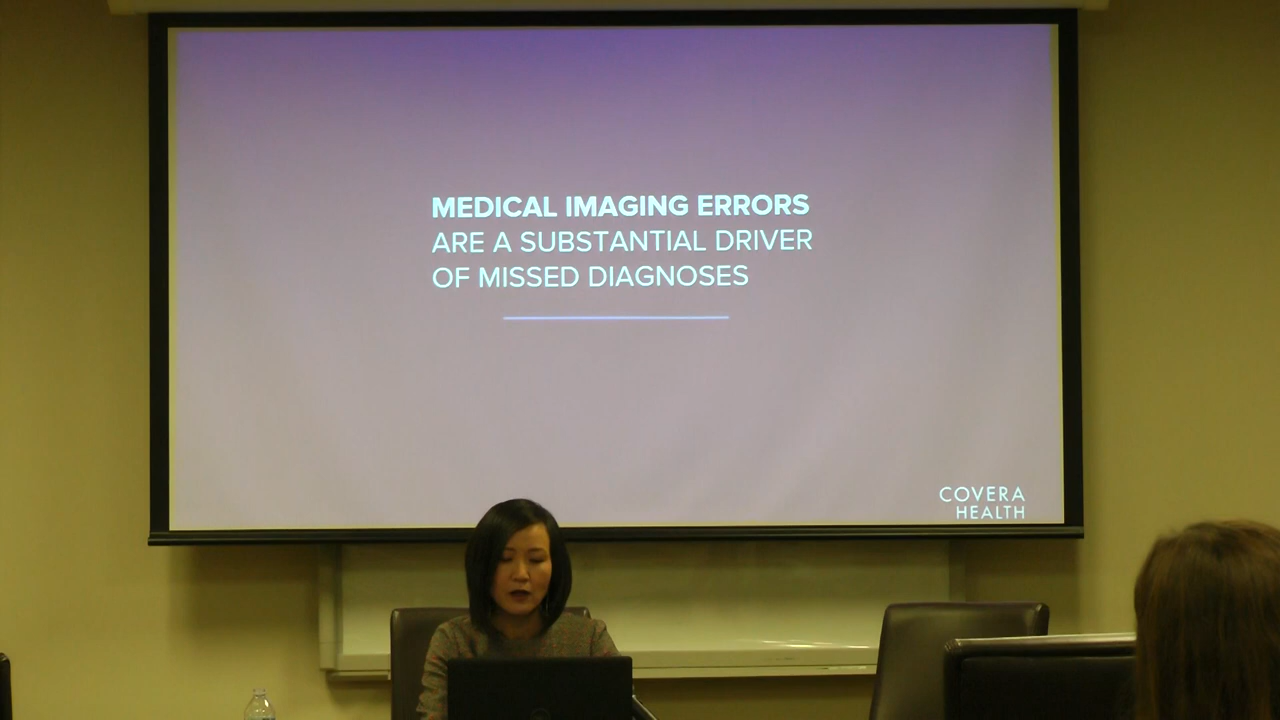 MEDICAL IMAGING ERRORS
ARE A SUBSTANTIAL DRIVER
OF MISSED DIAGNOSES
COVERA
HEALTH